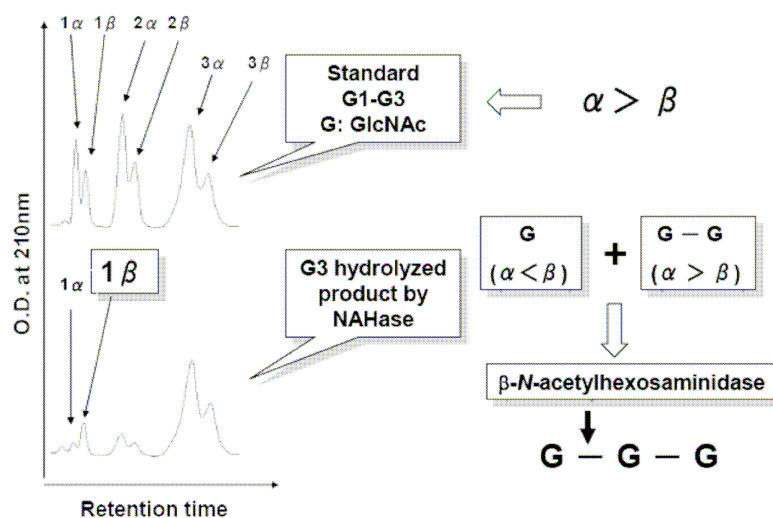 1α 1β 2α 2β
3α 3β
Standard
G1-G3
G: GlcNAc
α > β
O.D. at 210nm
1α
1β
G3 hydrolyzed
product by
NAHase
G
(α<β)
+
G – G
(α > β)
β-N-acetylhexosaminidase
G – G – G
Retention time